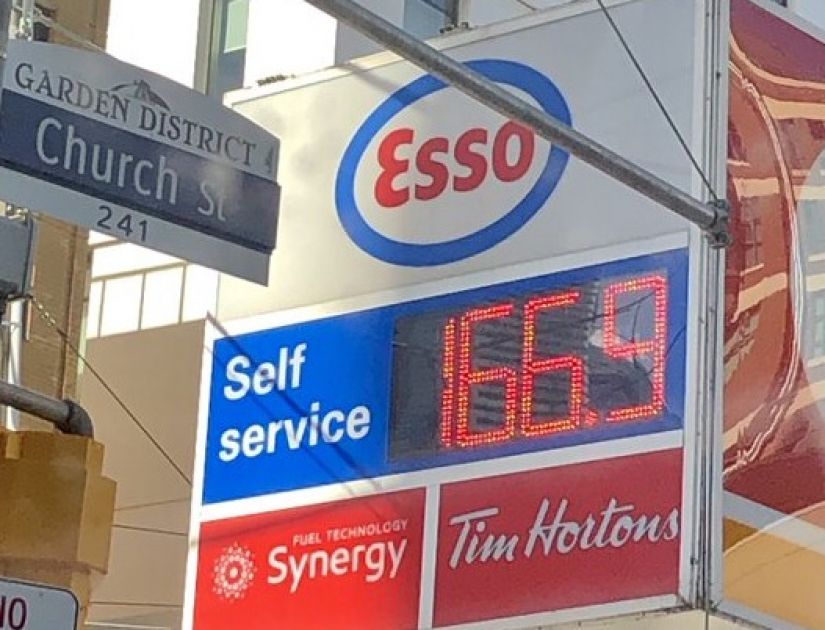 GARDEN DISTRICT
Church St
241
Esso
Self
service
166.9
FUEL TECHNOLOGY
Synergy
Tim Hortons
NO